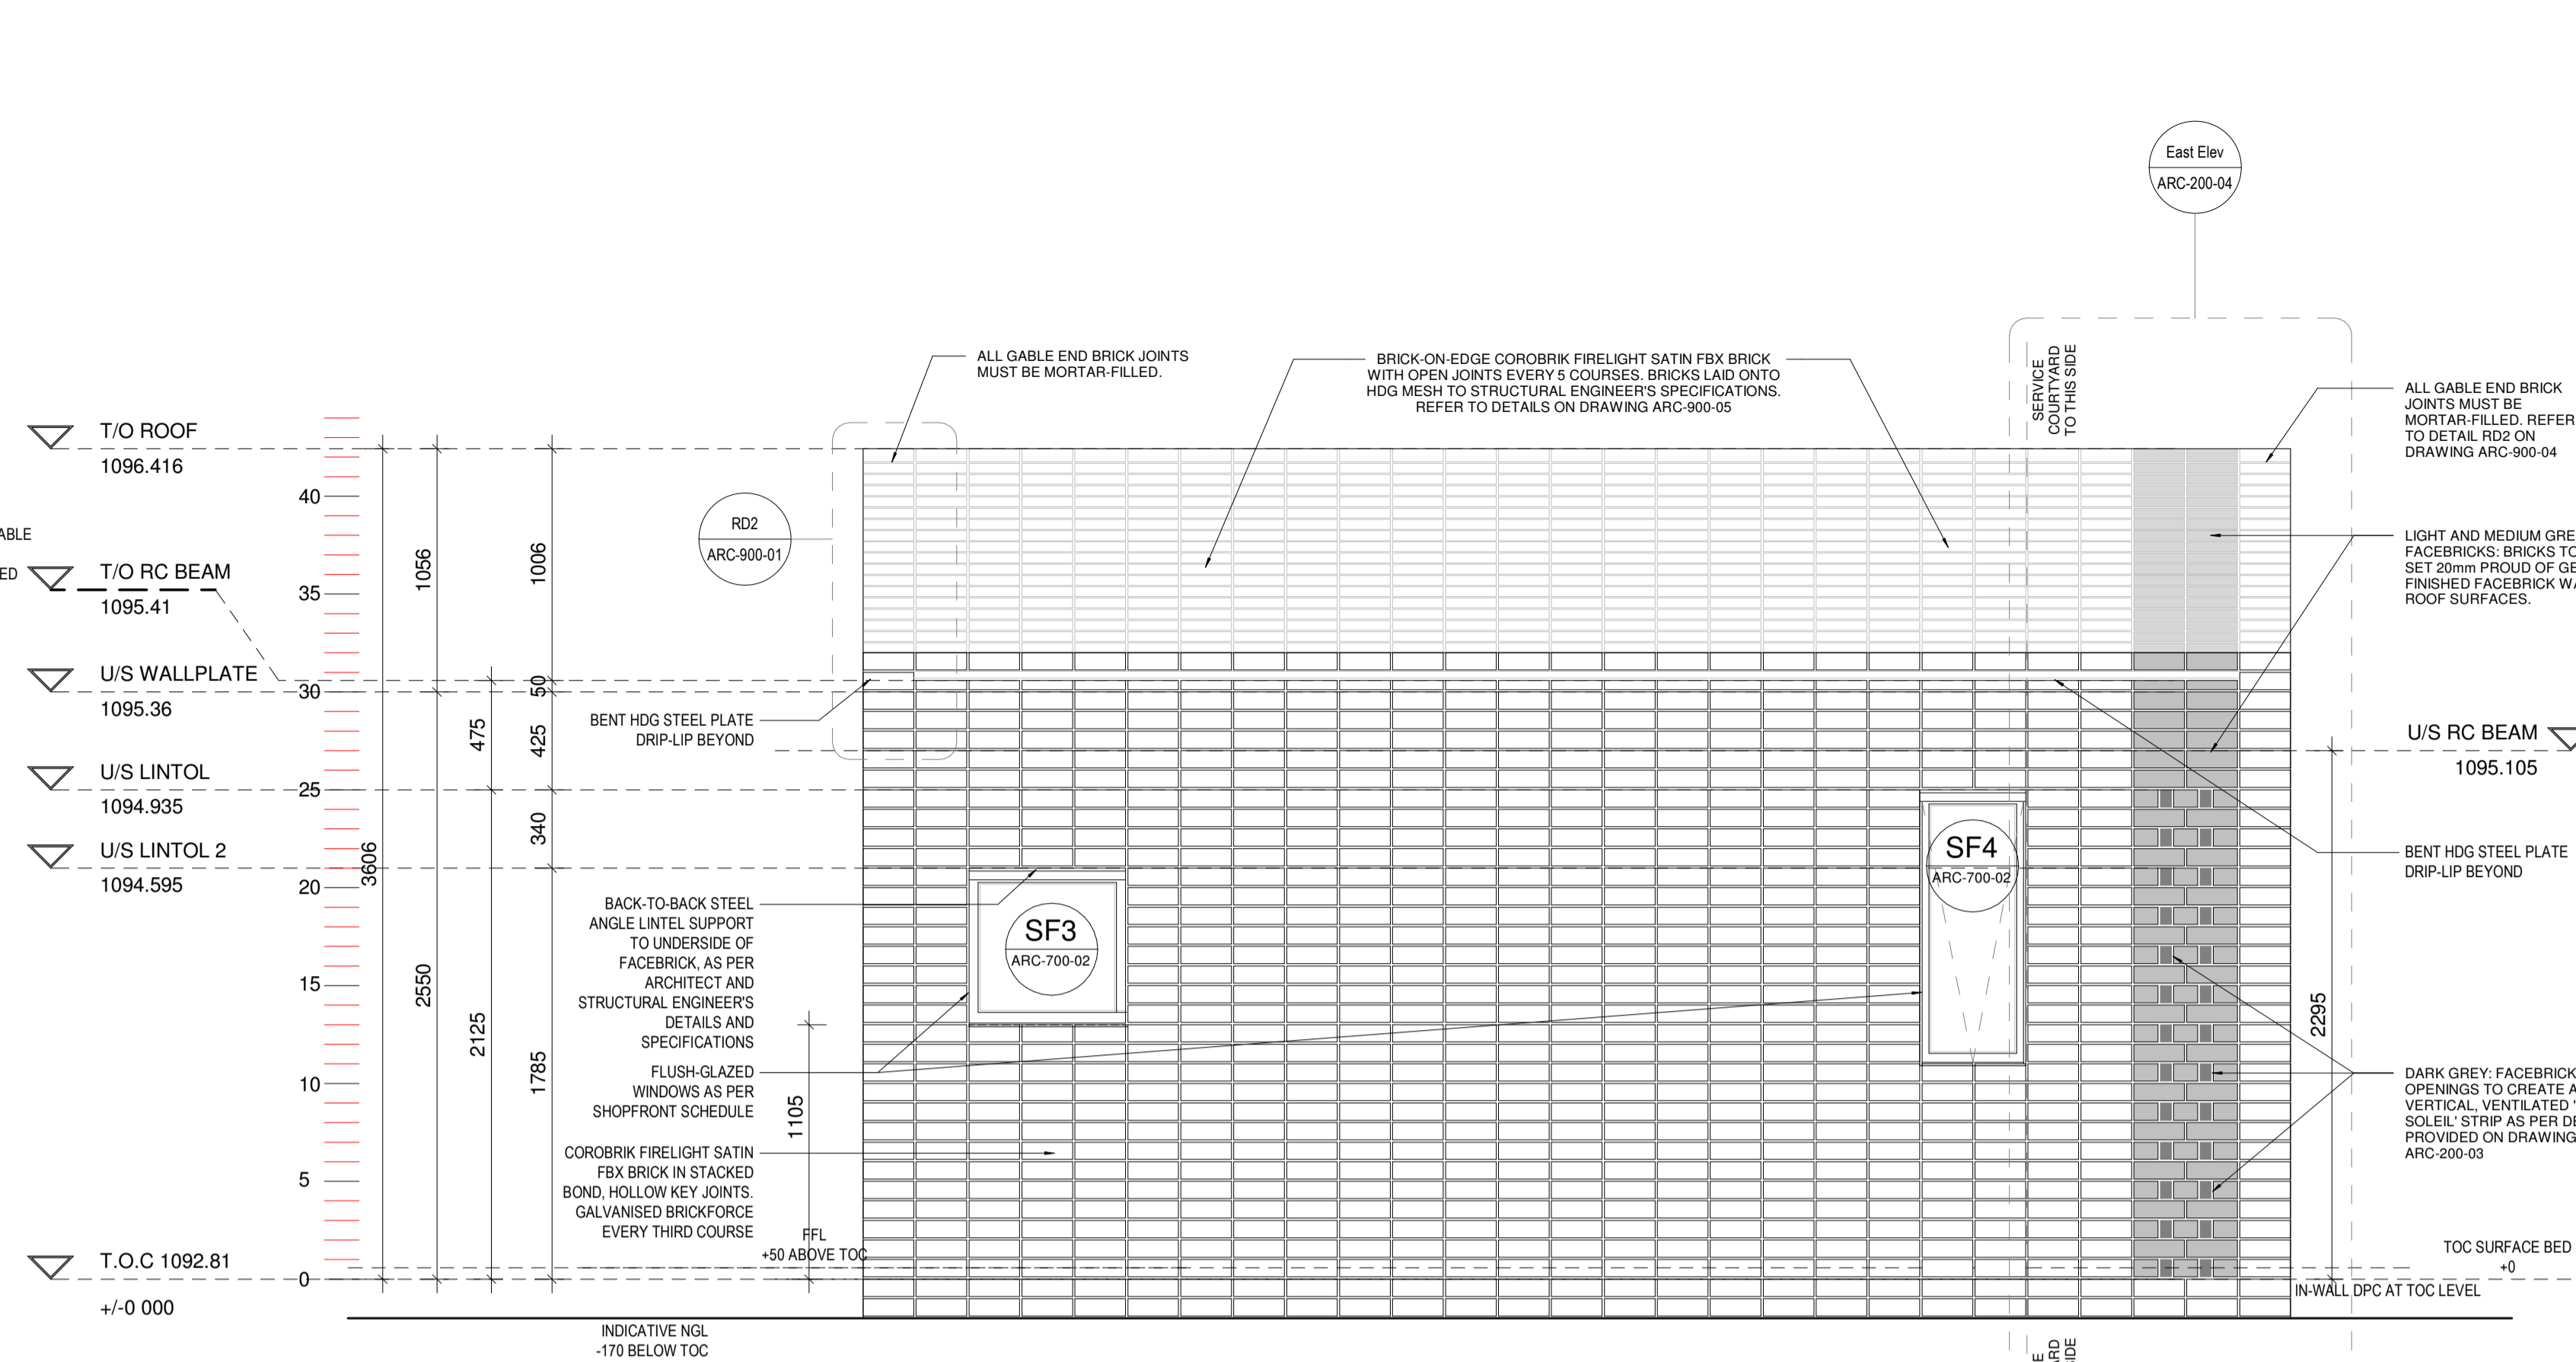 East Elev
ARC-200-04
SERVICE
COURTYARD
TO THIS SIDE
ALL GABLE END BRICK JOINTS
MUST BE MORTAR-FILLED.
BRICK-ON-EDGE COROBRIK FIRELIGHT SATIN FBX BRICK
WITH OPEN JOINTS EVERY 5 COURSES. BRICKS LAID ONTO
HDG MESH TO STRUCTURAL ENGINEER'S SPECIFICATIONS.
REFER TO DETAILS ON DRAWING ARC-900-05
ALL GABLE END BRICK
JOINTS MUST BE
MORTAR-FILLED. REFER
TO DETAIL RD2 ON
DRAWING ARC-900-04
T/O ROOF
1096.416
ABLE
ED
T/O RC BEAM
1095.41
U/S WALLPLATE
1095.36
U/S LINTOL
1094.935
U/S LINTOL 2
1094.595
T.O.C 1092.81
+/-0 000
40
35
30
25
20
15
10
5
0
3606
1056
2550
475
2125
1006
50
425
340
1785
1105
RD2
ARC-900-01
BENT HDG STEEL PLATE
DRIP-LIP BEYOND
BACK-TO-BACK STEEL
ANGLE LINTEL SUPPORT
TO UNDERSIDE OF
FACEBRICK, AS PER
ARCHITECT AND
STRUCTURAL ENGINEER'S
DETAILS AND
SPECIFICATIONS
FLUSH-GLAZED
WINDOWS AS PER
SHOPFRONT SCHEDULE
COROBRIK FIRELIGHT SATIN
FBX BRICK IN STACKED
BOND, HOLLOW KEY JOINTS.
GALVANISED BRICKFORCE
EVERY THIRD COURSE
FFL
+50 ABOVE TOC
INDICATIVE NGL
-170 BELOW TOC
SF3
ARC-700-02
SF4
ARC-700-02
LIGHT AND MEDIUM GRE
FACEBRICKS: BRICKS TO
SET 20mm PROUD OF GE
FINISHED FACEBRICK WA
ROOF SURFACES.
U/S RC BEAM
1095.105
BENT HDG STEEL PLATE
DRIP-LIP BEYOND
2295
DARK GREY: FACEBRICK
OPENINGS TO CREATE A
VERTICAL, VENTILATED '
SOLEIL' STRIP AS PER DE
PROVIDED ON DRAWING
ARC-200-03
TOC SURFACE BED
+0
IN-WALL DPC AT TOC LEVEL